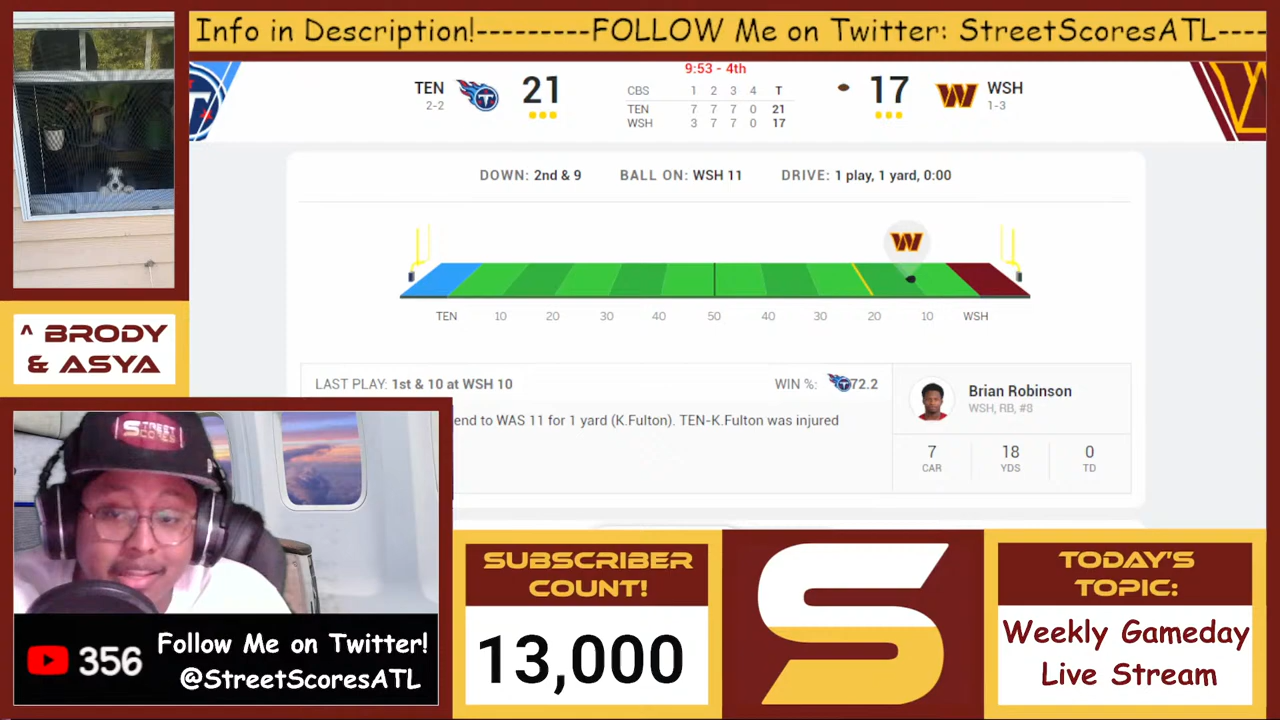 Info in Description!---------FOLLOW Me on Twitter: StreetScoresATL----
TEN
2-2
21
9:53 - 4th
CBS 1 2 3 4 T
TEN 7 7 7 0 21
WSH 3 7 7 0 17
17
WSH
1-3
DOWN: 2nd & 9 BALL ON: WSH 11 DRIVE: 1 play, 1 yard, 0:00
W
TEN 10 20 30 40 50 40 30 20 10 WSH
LAST PLAY: 1st & 10 at WSH 10
WIN %: 72.2
end to WAS 11 for 1 yard (K.Fulton). TEN-K.Fulton was injured
Brian Robinson
WSH, RB, #8
7 18 0
CAR YDS TD
^ BRODY
& ASYA
STREET
SCORES
356
Follow Me on Twitter!
@StreetScoresATL
SUBSCRIBER
COUNT!
13,000
S
TODAY'S
TOPIC:
Weekly Gameday
Live Stream